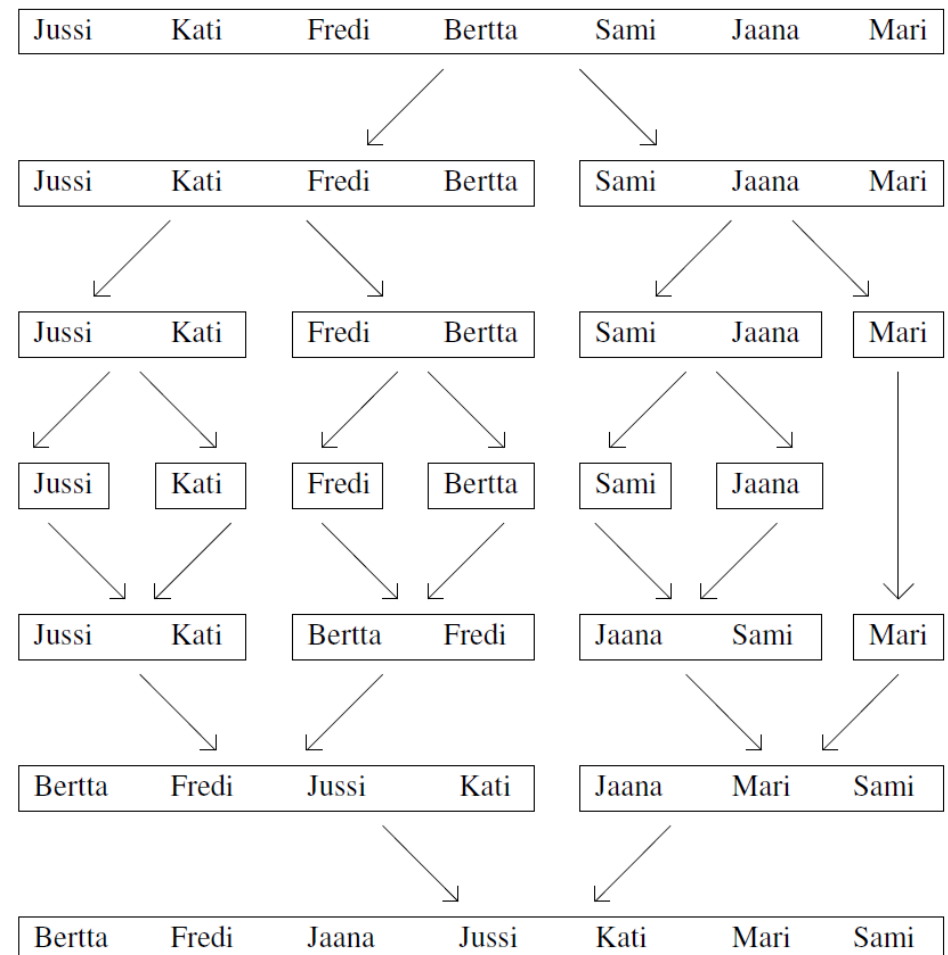 Jussi Kati Fredi Bertta Sami Jaana Mari
Jussi Kati Fredi Bertta Sami Jaana Mari
Jussi Kati Fredi Bertta Sami Jaana Mari
Jussi Kati Fredi Bertta Sami Jaana
Jussi Kati Bertta Fredi Jaana Sami Mari
Bertta Fredi Jussi Kati Jaana Mari Sami
Bertta Fredi Jaana Jussi Kati Mari Sami